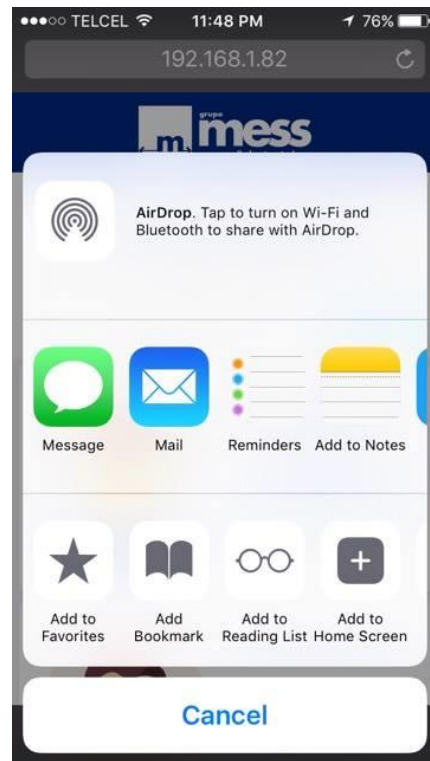 TELCEL 11:48 PM 76%
192.168.1.82
grupo
mess
AirDrop. Tap to turn on Wi-Fi and
Bluetooth to share with AirDrop.
Message Mail Reminders Add to Notes
Add to Favorites
Add Bookmark
Add to Reading List
Add to Home Screen
Cancel